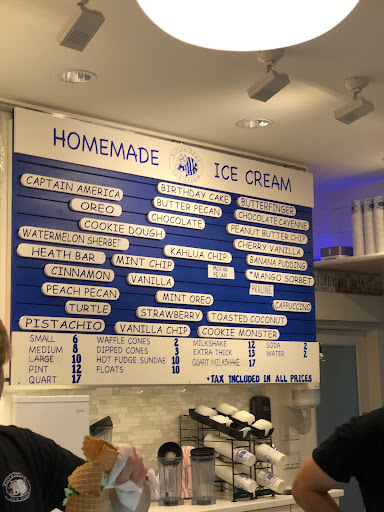 HOMEMADE ICE CREAM
CAPTAIN AMERICA
OREO
COOKIE DOUGH
WATERMELON SHERBET
HEATH BAR
MINT CHIP
CINNAMON
VANILLA
PEACH PECAN
TURTLE
PISTACHIO
VANILLA CHIP
BIRTHDAY CAKE
BUTTER PECAN
CHOCOLATE
KAHLUA CHIP
MINT OREO
STRAWBERRY
TOASTED COCONUT
COOKIE MONSTER
BUTTERFINGER
CHOCOLATE CAYENNE
PEANUT BUTTER CHIP
CHERRY VANILLA
BANANA PUDDING
*MANGO SORBET
PRALINE
CAPPUCCINO
SMALL 6
MEDIUM 8
LARGE 10
PINT 12
QUART 17
WAFFLE CONES 2
DIPPED CONES 3
HOT FUDGE SUNDAE 10
FLOATS 10
MILKSHAKE 12
EXTRA THICK 13
QUART MILKSHAKE 17
SODA 2
WATER 2
*TAX INCLUDED IN ALL PRICES